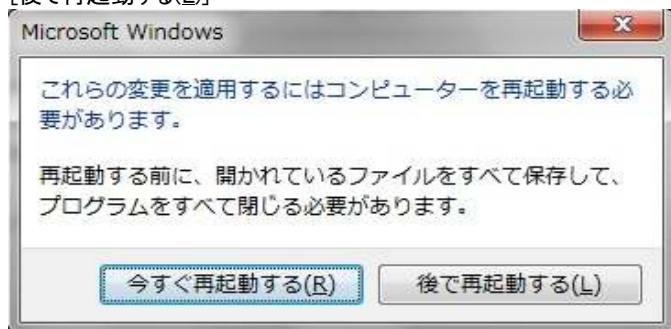 [後で再起動する(L)]
Microsoft Windows
これらの変更を適用するにはコンピューターを再起動する必
要があります。
再起動する前に、開かれているファイルをすべて保存して、
プログラムをすべて閉じる必要があります。
今すぐ再起動する(R)
後で再起動する(L)